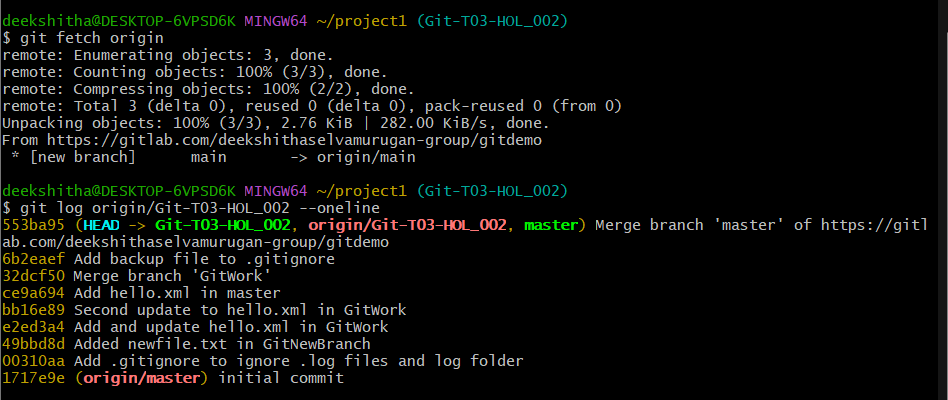 deekshitha@DESKTOP-6VPSD6K MINGW64 ~/project1 (Git-T03-HOL_002)
$ git fetch origin
remote: Enumerating objects: 3, done.
remote: Counting objects: 100% (3/3), done.
remote: Compressing objects: 100% (2/2), done.
remote: Total 3 (delta 0), reused 0 (delta 0), pack-reused 0 (from 0)
Unpacking objects: 100% (3/3), 2.76 KiB | 282.00 KiB/s, done.
From https://gitlab.com/deekshithaselvamurugan-group/gitdemo
 * [new branch]      main       -> origin/main
deekshitha@DESKTOP-6VPSD6K MINGW64 ~/project1 (Git-T03-HOL_002)
$ git log origin/Git-T03-HOL_002 --oneline
553ba95 (HEAD -> Git-T03-HOL_002, origin/Git-T03-HOL_002, master) Merge branch 'master' of https://gitl
ab.com/deekshithaselvamurugan-group/gitdemo
6b2eaef Add backup file to .gitignore
32dcf50 Merge branch 'GitWork'
ce9a694 Add hello.xml in master
bb16e89 Second update to hello.xml in GitWork
e2ed3a4 Add and update hello.xml in GitWork
49bbd8d Added newfile.txt in GitNewBranch
00310aa Add .gitignore to ignore .log files and log folder
1717e9e (origin/master) initial commit